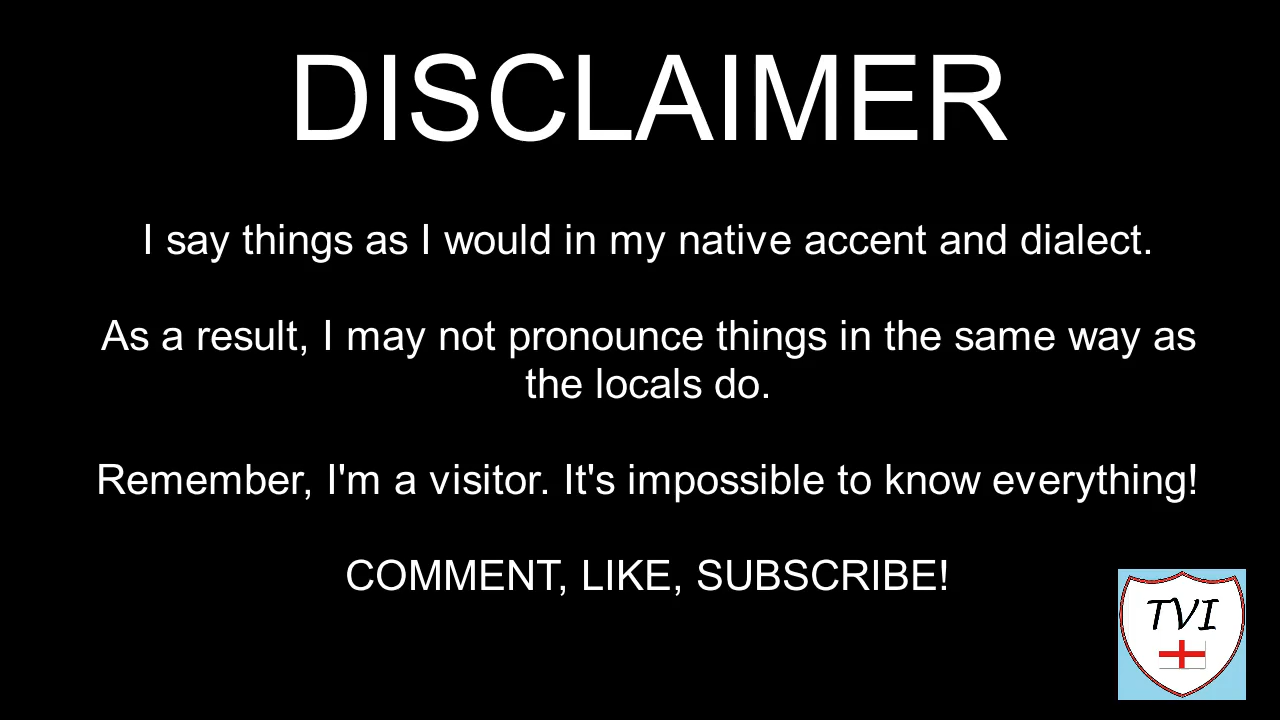 DISCLAIMER
I say things as I would in my native accent and dialect.
As a result, I may not pronounce things in the same way as
the locals do.
Remember, I'm a visitor. It's impossible to know everything!
COMMENT, LIKE, SUBSCRIBE!
TVI